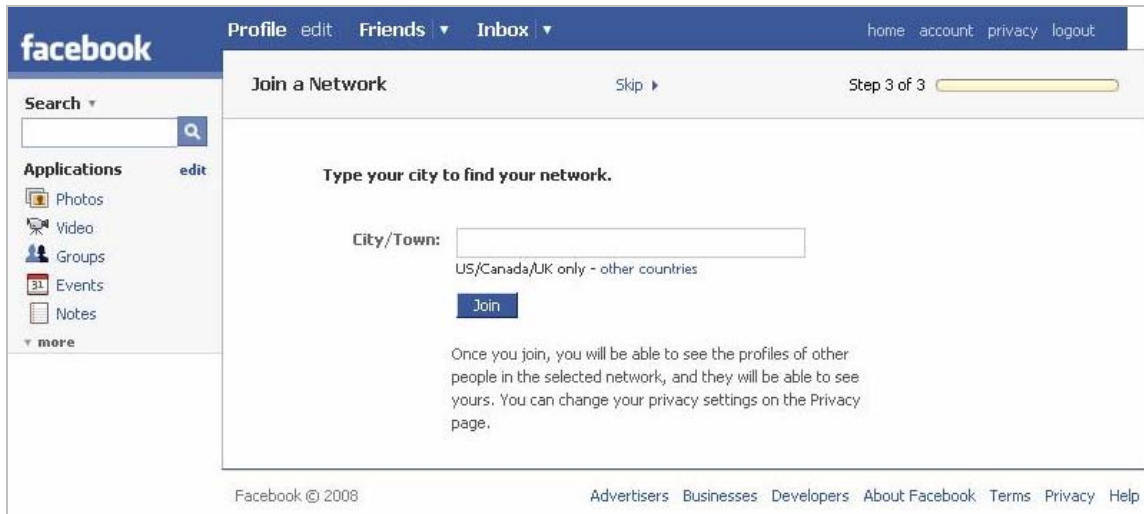 facebook
Profile edit Friends Inbox home account privacy logout
Search
Applications edit
Photos
Video
Groups
31 Events
Notes
more
Join a Network Skip Step 3 of 3
Type your city to find your network.
City/Town:
US/Canada/UK only - other countries
Join
Once you join, you will be able to see the profiles of other
people in the selected network, and they will be able to see
yours. You can change your privacy settings on the Privacy
page.
Facebook © 2008 Advertisers Businesses Developers About Facebook Terms Privacy Help